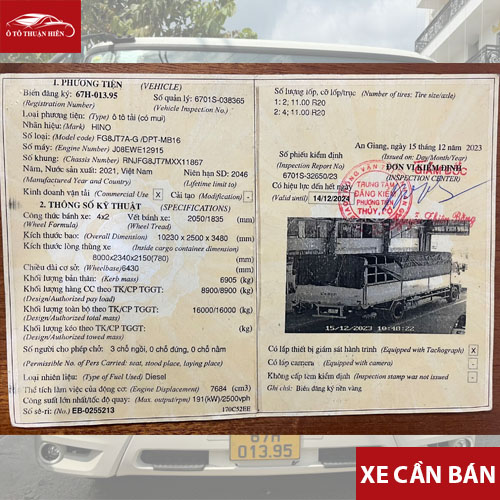 Ô TÔ THUẬN HIỀN
1. PHƯƠNG TIỆN (VEHICLE)
Biển đăng ký: 67H-013.95 Số quản lý: 6701S-038365
(Registration Number) (Vehicle Inspection No.)
Loại phương tiện: (Type) ô tô tải (có mui)
Nhãn hiệu: (Mark) HINO
Số loại: (Model code) FG8JT7A-G /DPT-MB16
Số động cơ: (Engine Number) J08EWE12915
Số khung: (Chassis Number) RNJFG8JT7MXX11867
Năm, Nước sản xuất: 2021, Việt Nam Niên hạn SD: 2046
(Manufactured Year and Country) (Lifetime limit to)
Kinh doanh vận tải (Commercial Use) X Cải tạo (Modification) -
2. THÔNG SỐ KỸ THUẬT (SPECIFICATIONS)
Công thức bánh xe: 4x2 Vết bánh xe: 2050/1835 (mm)
(Wheel Formula) (Wheel Tread)
Kích thước bao: (Overall Dimension) 10230 x 2500 x 3480 (mm)
Kích thước lòng thùng xe (Inside cargo container dimension)
8000x2340x2150(780) (mm)
Chiều dài cơ sở: (Wheelbase) 6430 (mm)
Khối lượng bản thân: (Kerb mass) 6905 (kg)
Khối lượng hàng CC theo TK/CP TGGT: 8900/8900 (kg)
(Design/Authorized pay load)
Khối lượng toàn bộ theo TK/CP TGGT: 16000/16000 (kg)
(Design/Authorized total mass)
Khối lượng kéo theo TK/CP TGGT: (kg)
(Design/Authorized towed mass)
Số người cho phép chở: 3 chỗ ngồi, 0 chỗ đứng, 0 chỗ nằm
(Permissible No. of Pers Carried: seat, stood place, laying place)
Loại nhiên liệu: (Type of Fuel Used) Diesel
Thể tích làm việc của động cơ: (Engine Displacement) 7684 (cm3)
Công suất lớn nhất/tốc độ quay: (Max. output/rpm) 191(kW)/2500vph
Số sê-ri: (No.) EB-0255213 170C52BE
Số lượng lốp, cỡ lốp/trục (Number of tires: Tire size/axle)
1: 2; 11.00 R20
2: 4; 11.00 R20
An Giang, ngày 15 tháng 12 năm 2023
(Issued on: Day/Month/Year)
Số phiếu kiểm định ĐƠN VỊ KIỂM ĐỊNH
(Inspection Report No) (INSPECTION CENTER)
6701S-32650/23 GIÁM ĐỐC
Có hiệu lực đến hết ngày
(Valid until) 14/12/2024
TRUNG TÂM
ĐĂNG KIỂM
PHƯƠNG TIỆN
15/12/2023 10:48:22
Có lắp thiết bị giám sát hành trình (Equipped with Tachograph) X
Có lắp camera (Equipped with camera) -
Không cấp tem kiểm định (Inspection stamp was not issued) -
Ghi chú: Biển đăng ký nền vàng
67H
013.95
XE CẦN BÁN